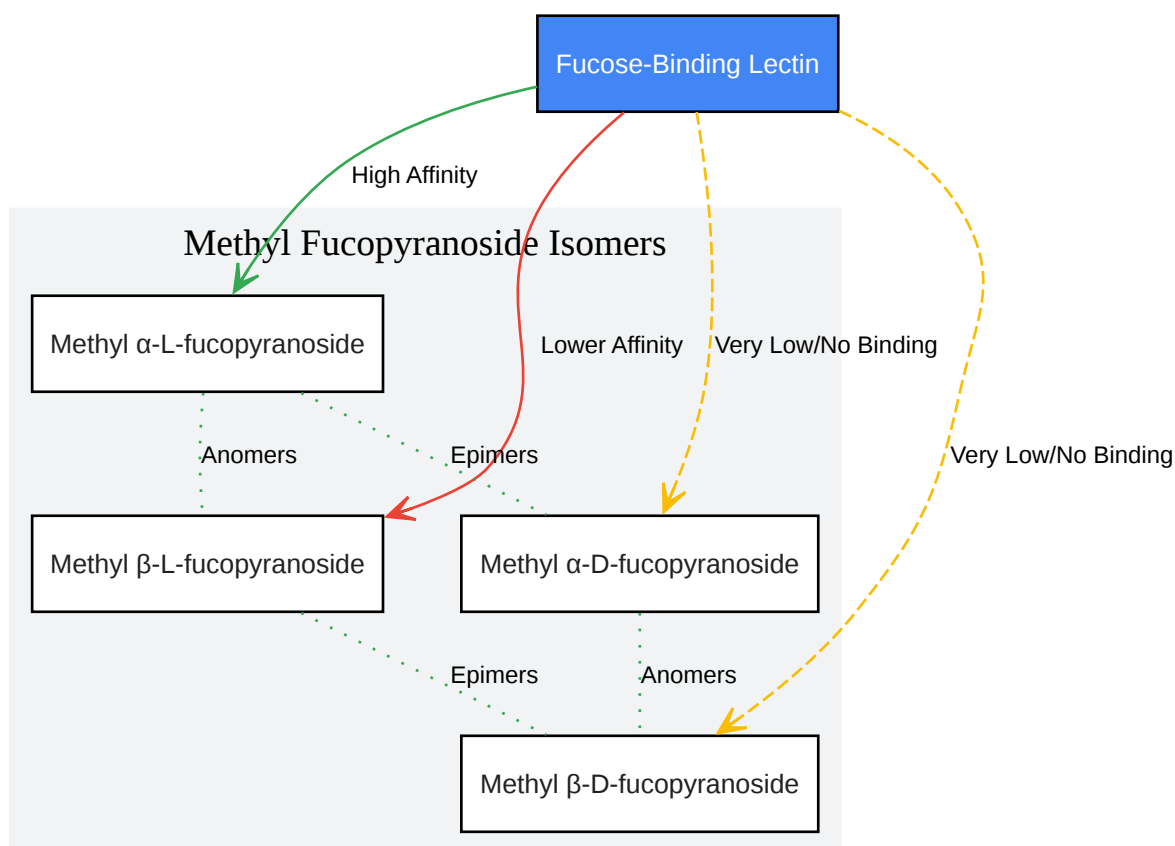 Fucose-Binding Lectin
High Affinity
Methyl Fucopyranoside Isomers
Methyl α-L-fucopyranoside
Lower Affinity
Very Low/No Binding
Anomers
Epimers
Very Low/No Binding
Methyl β-L-fucopyranoside
Methyl α-D-fucopyranoside
Epimers
Anomers
Methyl β-D-fucopyranoside